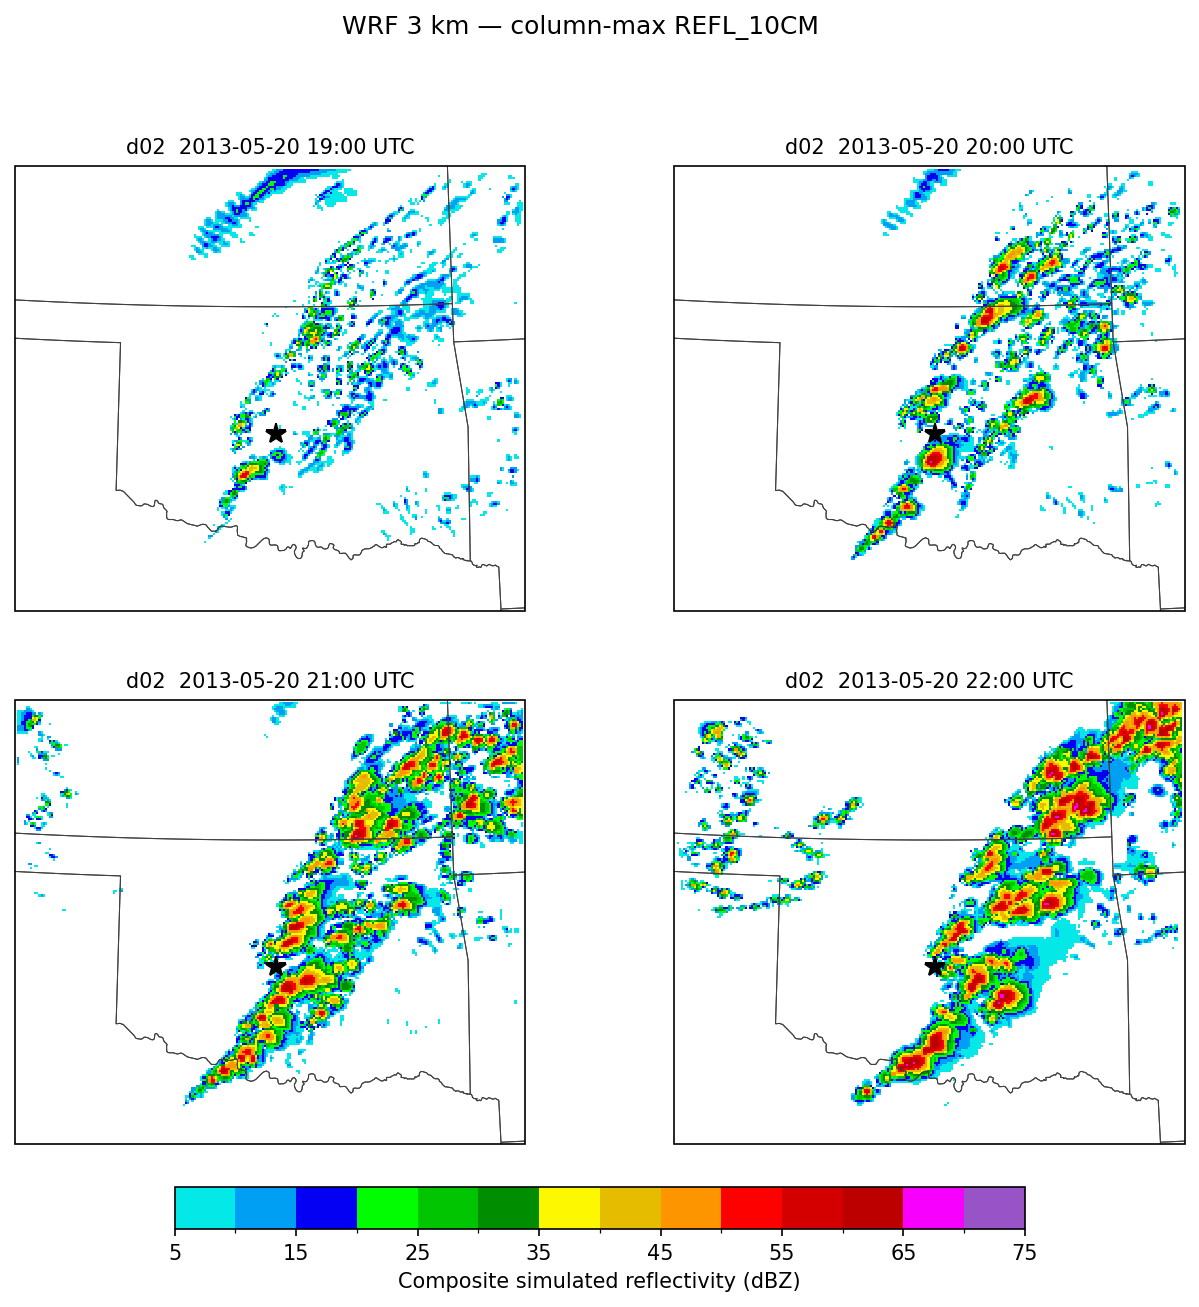 WRF 3 km — column-max REFL_10CM
d02  2013-05-20 19:00 UTC
d02  2013-05-20 20:00 UTC
d02  2013-05-20 21:00 UTC
d02  2013-05-20 22:00 UTC
5 15 25 35 45 55 65 75
Composite simulated reflectivity (dBZ)